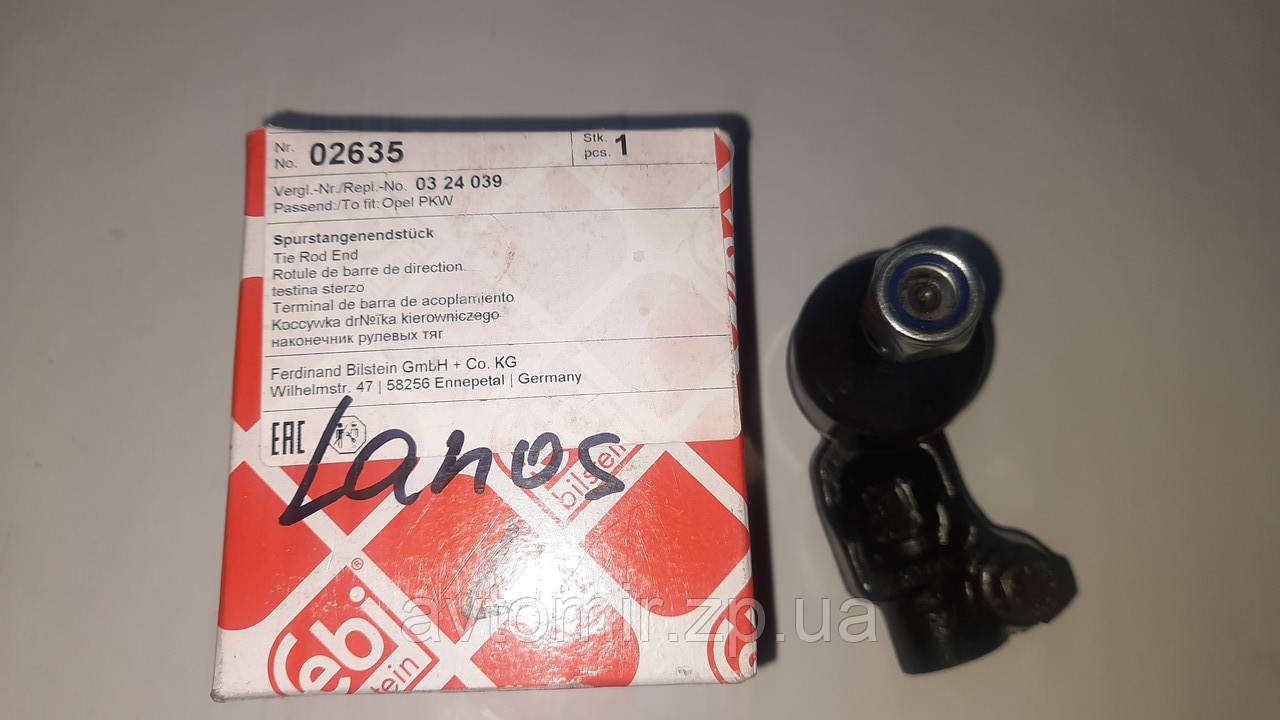 Nr.
No. 02635
Stk.
pcs. 1
Vergl.-Nr./Repl.-No. 03 24 039
Passend:/To fit: Opel PKW
Spurstangenendstück
Tie Rod End
Rotule de barre de direction
testina sterzo
Terminal de barra de acoplamiento
Koccywka dr№ïka kierowniczego
наконечник рулевых тяг
Ferdinand Bilstein GmbH + Co. KG
Wilhelmstr. 47 | 58256 Ennepetal | Germany
EAC
Lanos
bilstein
febi®
bilstein
avtomir.zp.ua